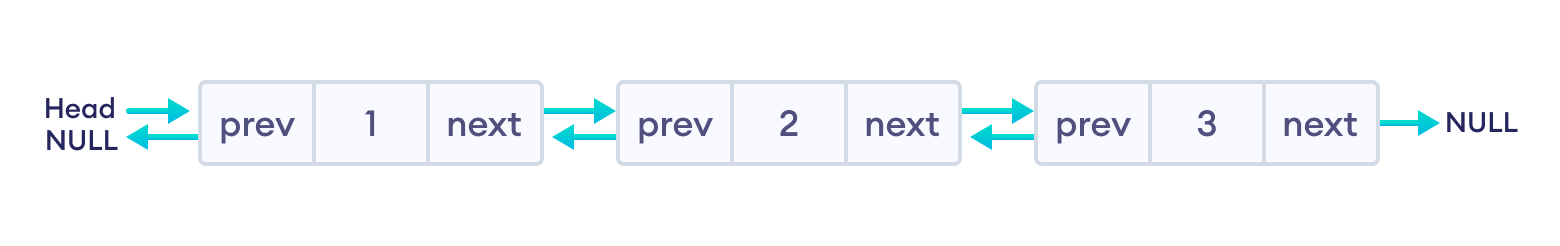 Head
NULL
prev 1 next
prev 2 next
prev 3 next
NULL